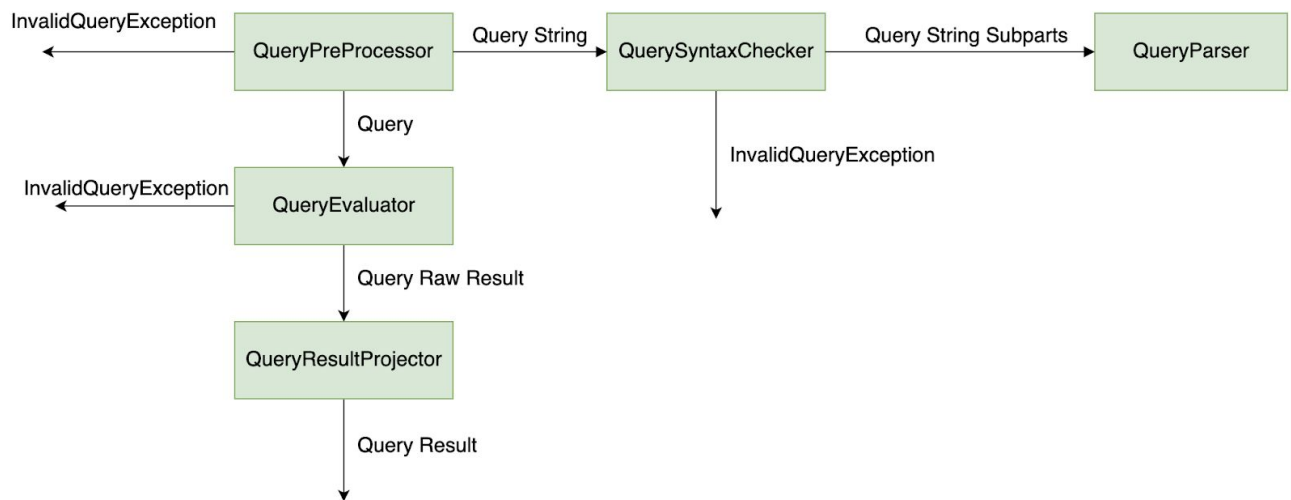 InvalidQueryException
QueryPreProcessor
Query String
QuerySyntaxChecker
Query String Subparts
QueryParser
Query
InvalidQueryException
InvalidQueryException
QueryEvaluator
Query Raw Result
QueryResultProjector
Query Result